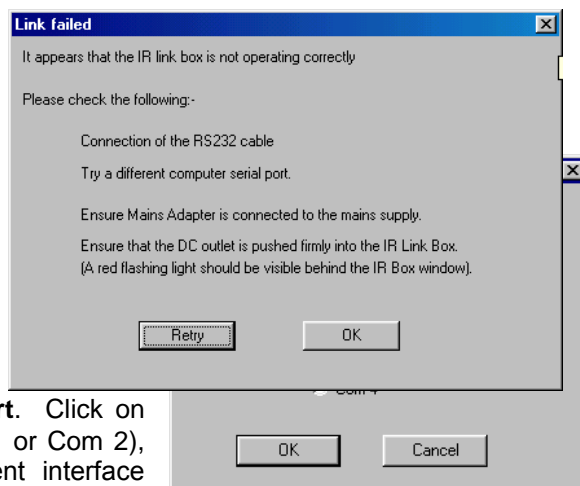 Link failed
It appears that the IR link box is not operating correctly
Please check the following:-
Connection of the RS232 cable
Try a different computer serial port.
Ensure Mains Adapter is connected to the mains supply.
Ensure that the DC outlet is pushed firmly into the IR Link Box.
(A red flashing light should be visible behind the IR Box window).
Retry OK
Com 4
rt. Click on
or Com 2),
ent interface
OK Cancel